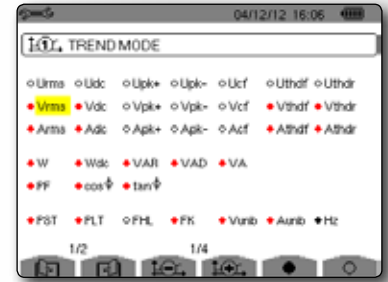 04/12/12 16:06
TREND MODE
Urms Udc Upk+ Upk- Ucf Uthdf Uthdr
Vrms Vdc Vpk+ Vpk- Vcf Vthdf Vthdr
Arms Adc Apk+ Apk- Acf Athdf Athdr
W Wdc VAR VAD VA
PF cosΦ tanΦ
PST PLT FHL FK Vunb Aunb Hz
1/2 1/4